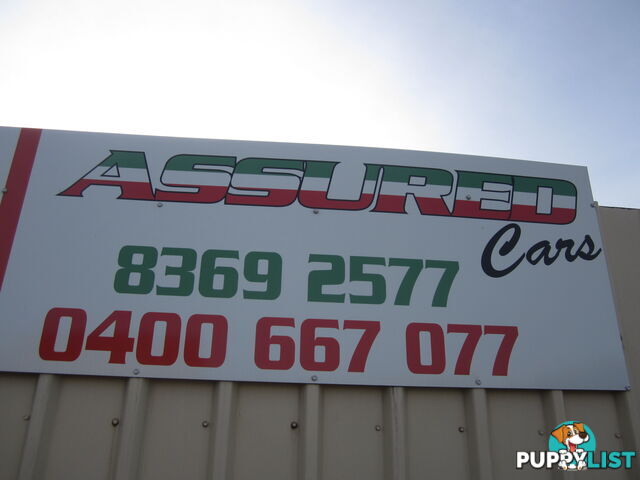 ASSURED
Cars
8369 2577
0400 667 077
PUPPYLIST